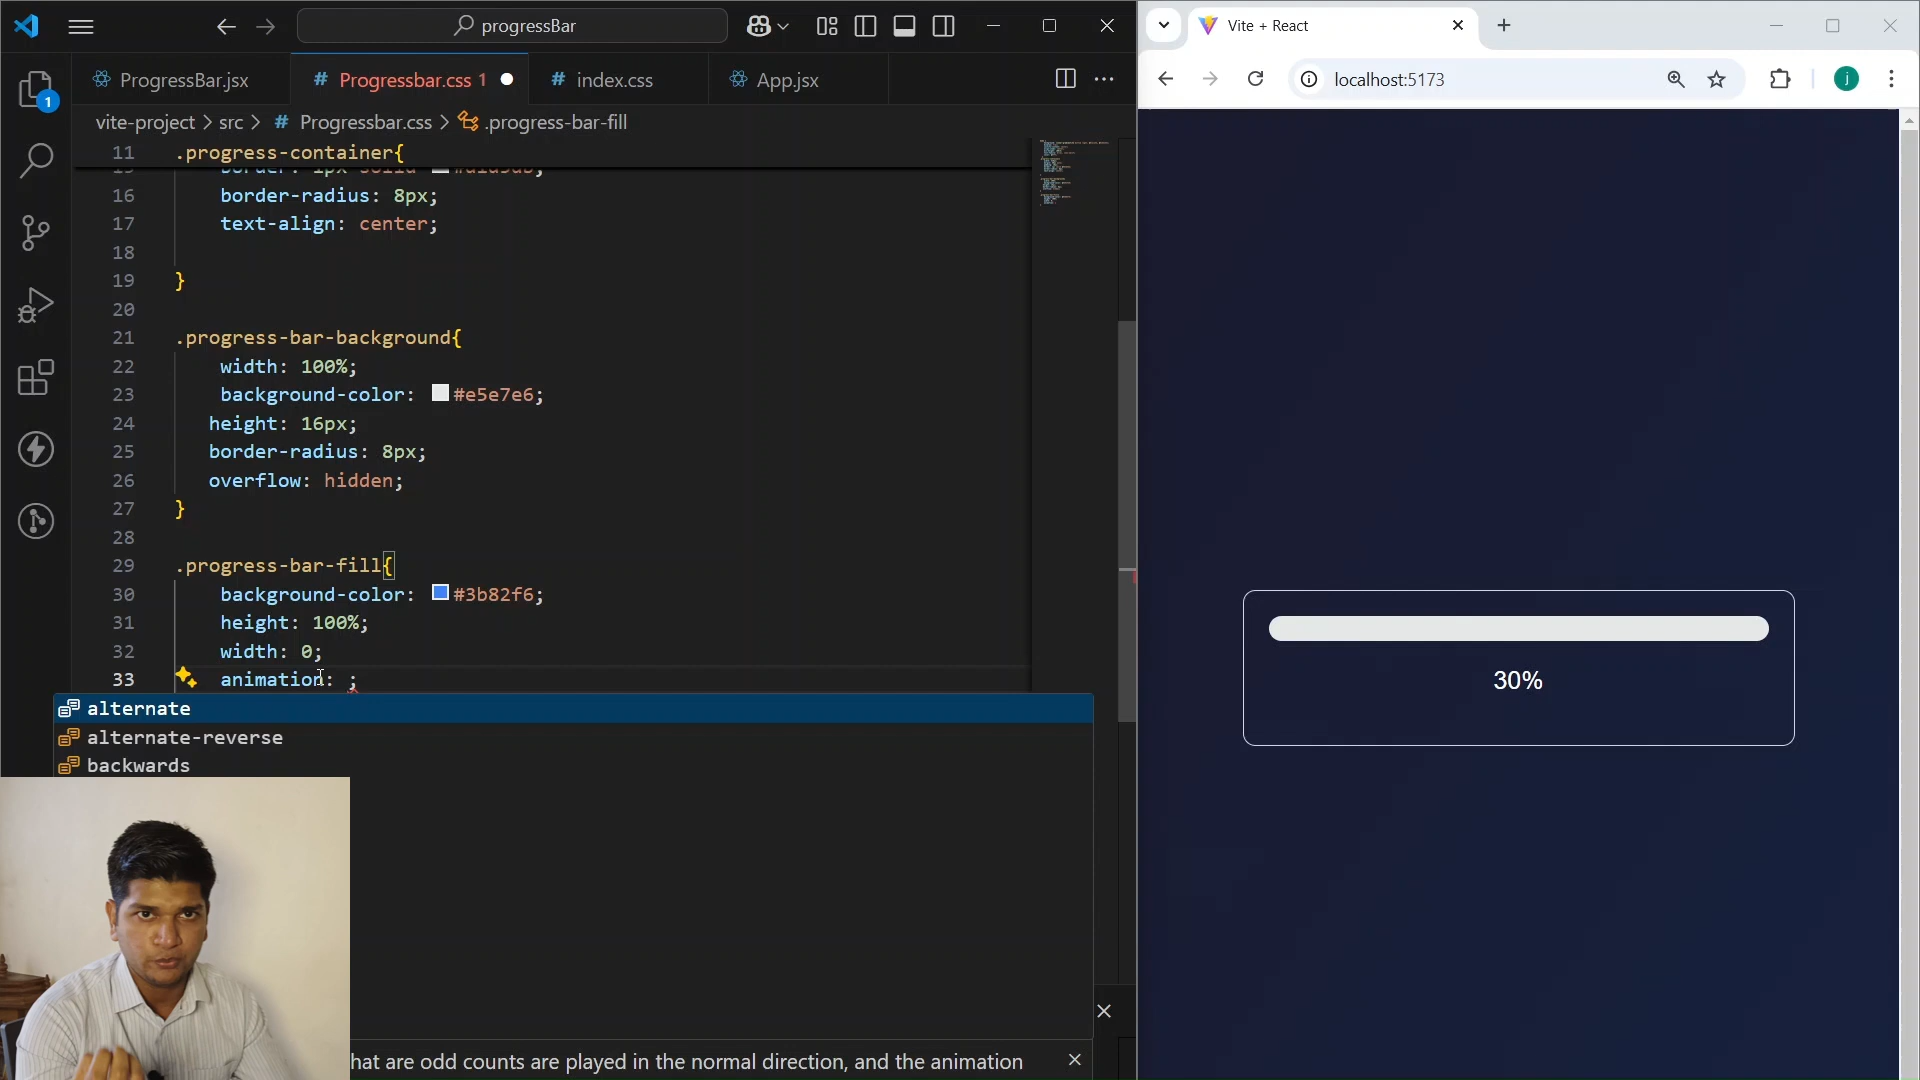 progressBar
ProgressBar.jsx
# Progressbar.css 1
# index.css
App.jsx
vite-project > src > # Progressbar.css > .progress-bar-fill
11 .progress-container{
16 border-radius: 8px;
17 text-align: center;
18
19 }
20
21 .progress-bar-background{
22 width: 100%;
23 background-color: #e5e7e6;
24 height: 16px;
25 border-radius: 8px;
26 overflow: hidden;
27 }
28
29 .progress-bar-fill{
30 background-color: #3b82f6;
31 height: 100%;
32 width: 0;
33 animation: ;
alternate
alternate-reverse
backwards
hat are odd counts are played in the normal direction, and the animation
1
Vite + React
localhost:5173
j
30%